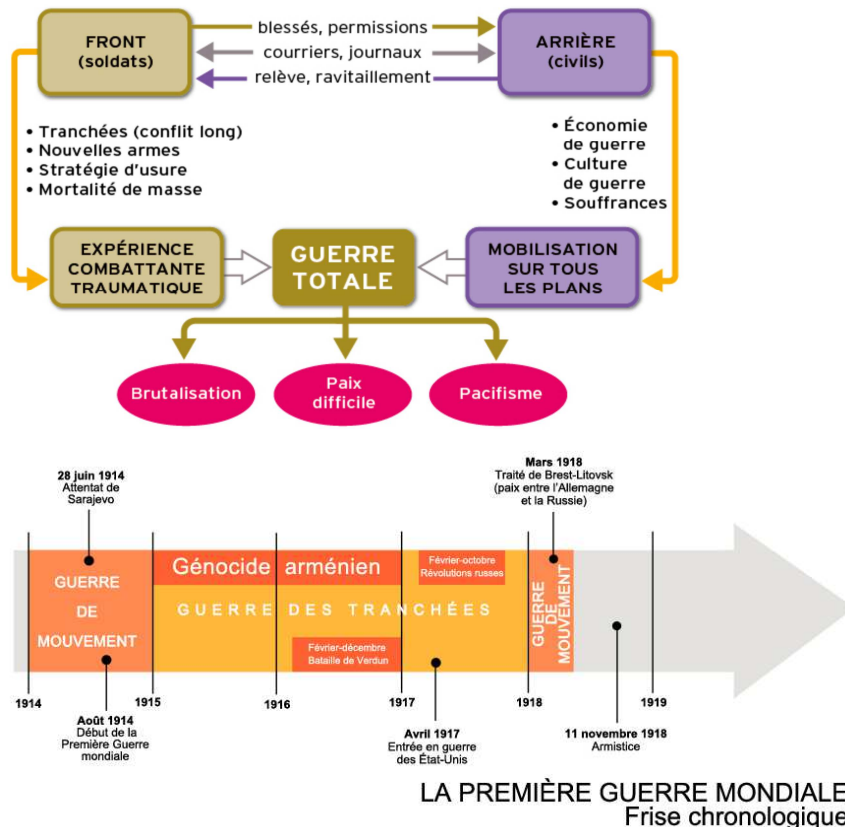 FRONT
(soldats)
blessés, permissions
courriers, journaux
relève, ravitaillement
ARRIÈRE
(civils)
• Tranchées (conflit long)
• Nouvelles armes
• Stratégie d'usure
• Mortalité de masse
• Économie
de guerre
• Culture
de guerre
• Souffrances
EXPÉRIENCE
COMBATTANTE
TRAUMATIQUE
GUERRE
TOTALE
MOBILISATION
SUR TOUS
LES PLANS
Brutalisation
Paix
difficile
Pacifisme
28 juin 1914
Attentat de
Sarajevo
Mars 1918
Traité de Brest-Litovsk
(paix entre l'Allemagne
et la Russie)
GUERRE
DE
MOUVEMENT
Génocide arménien
Février-octobre
Révolutions russes
GUERRE DES TRANCHÉES
Février-décembre
Bataille de Verdun
GUERRE
DE
MOUVEMENT
1914
1915
1916
1917
1918
1919
Août 1914
Début de la
Première Guerre
mondiale
Avril 1917
Entrée en guerre
des État-Unis
11 novembre 1918
Armistice
LA PREMIÈRE GUERRE MONDIALE
Frise chronologique